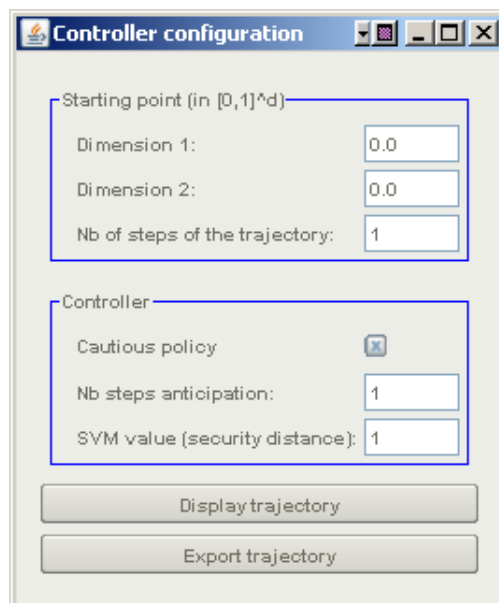 Controller configuration
Starting point (in [0,1]^d)
Dimension 1: 0.0
Dimension 2: 0.0
Nb of steps of the trajectory: 1
Controller
Cautious policy
Nb steps anticipation: 1
SVM value (security distance): 1
Display trajectory
Export trajectory